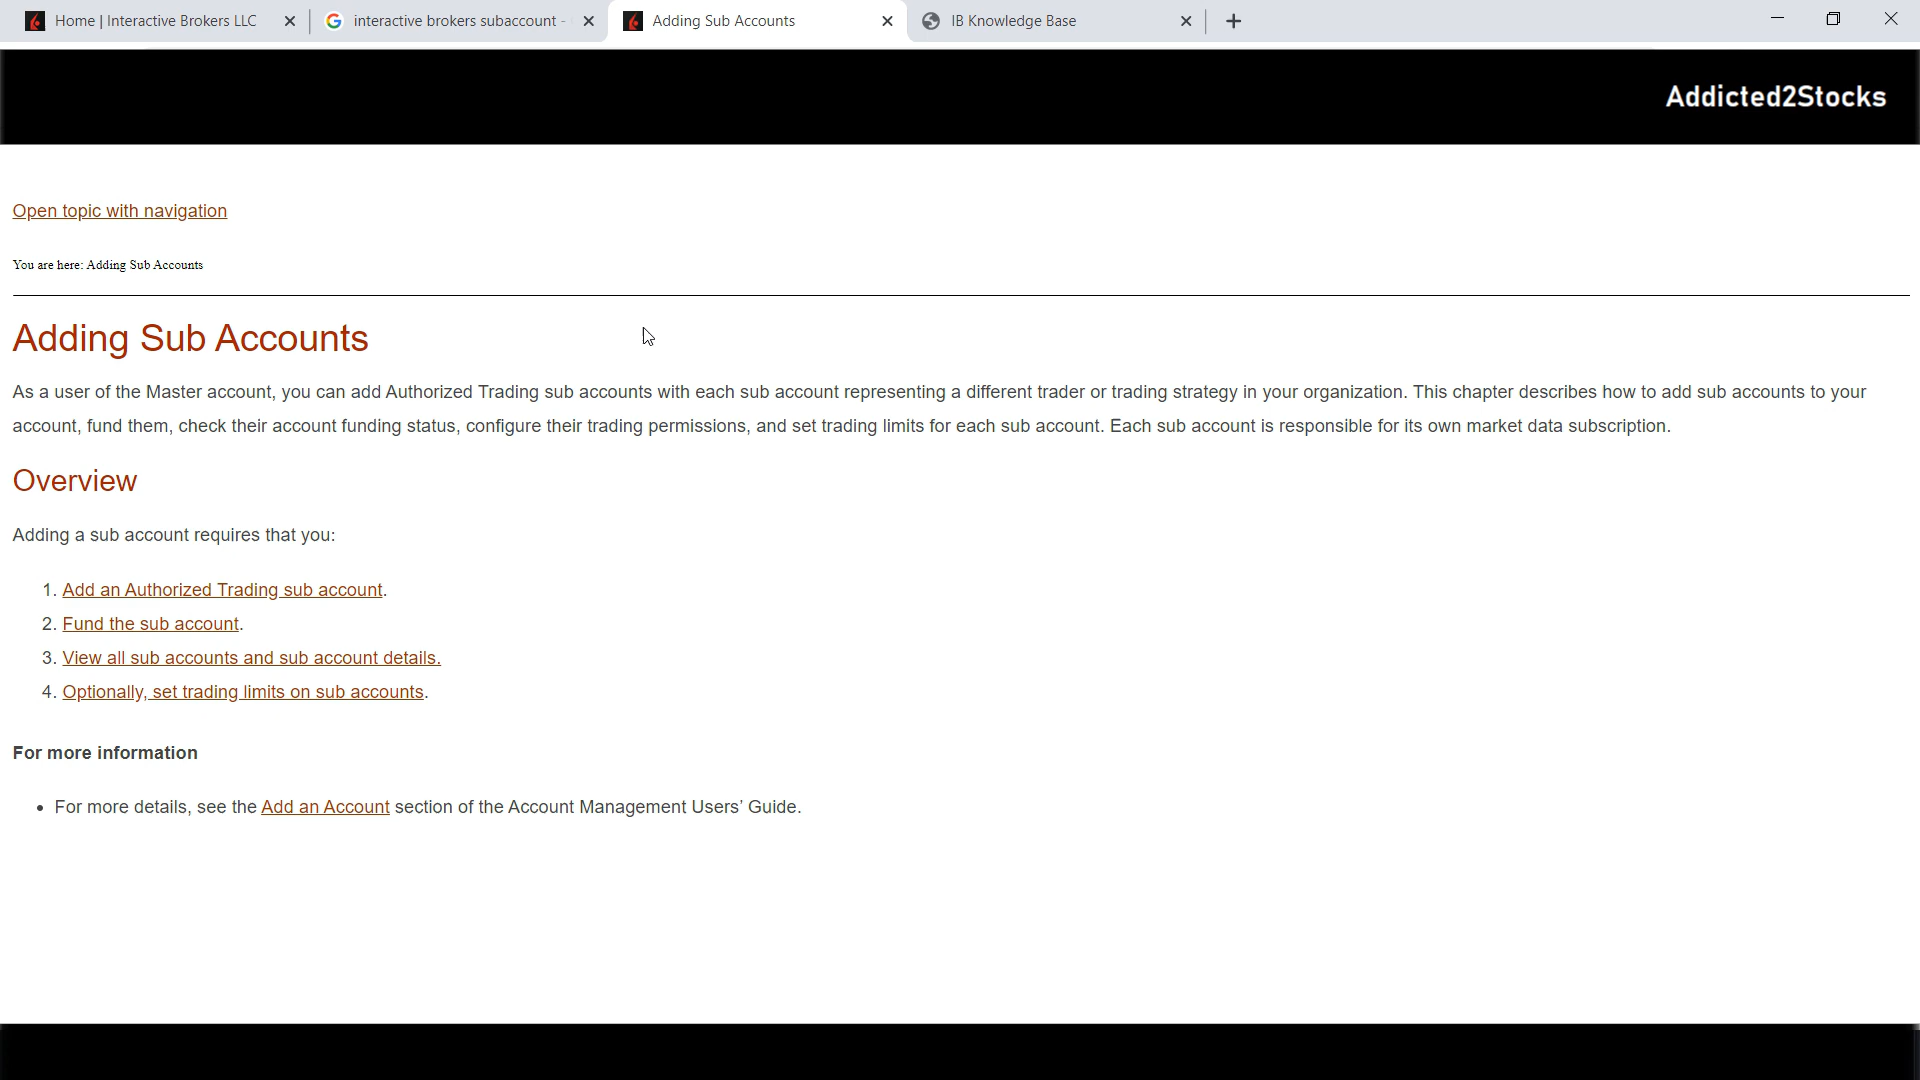 Home | Interactive Brokers LLC
interactive brokers subaccount -
Adding Sub Accounts
IB Knowledge Base
Addicted2Stocks
Open topic with navigation
You are here: Adding Sub Accounts
Adding Sub Accounts
As a user of the Master account, you can add Authorized Trading sub accounts with each sub account representing a different trader or trading strategy in your organization. This chapter describes how to add sub accounts to your
account, fund them, check their account funding status, configure their trading permissions, and set trading limits for each sub account. Each sub account is responsible for its own market data subscription.
Overview
Adding a sub account requires that you:
1. Add an Authorized Trading sub account.
2. Fund the sub account.
3. View all sub accounts and sub account details.
4. Optionally, set trading limits on sub accounts.
For more information
• For more details, see the Add an Account section of the Account Management Users’ Guide.